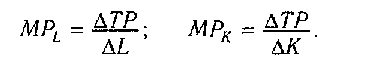 MP_L = ΔTP/ΔL; MP_K = ΔTP/ΔK.